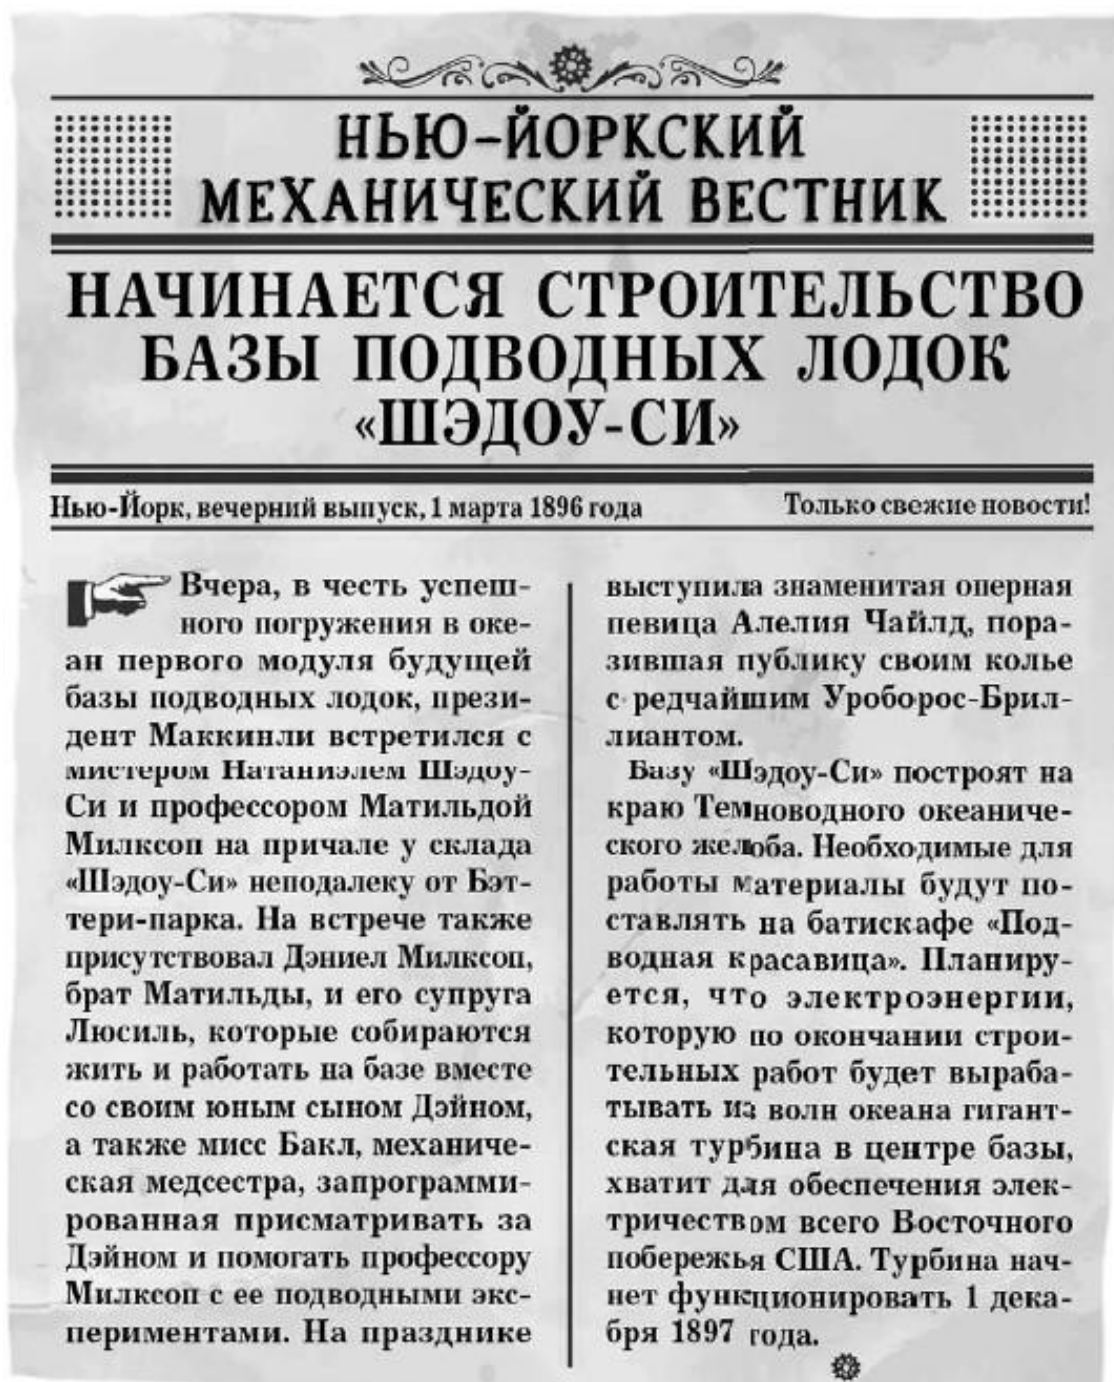 НЬЮ-ЙОРКСКИЙ
МЕХАНИЧЕСКИЙ ВЕСТНИК
НАЧИНАЕТСЯ СТРОИТЕЛЬСТВО
БАЗЫ ПОДВОДНЫХ ЛОДОК
«ШЭДОУ-СИ»
Нью-Йорк, вечерний выпуск, 1 марта 1896 года
Только свежие новости!
Вчера, в честь успеш-
ного погружения в оке-
ан первого модуля будущей
базы подводных лодок, прези-
дент Маккинли встретился с
мистером Натаниэлем Шэдоу-
Си и профессором Матильдой
Милксоп на причале у склада
«Шэдоу-Си» неподалеку от Бэт-
тери-парка. На встрече также
присутствовал Дэниел Милксоп,
брат Матильды, и его супруга
Люсиль, которые собираются
жить и работать на базе вместе
со своим юным сыном Дэйном,
а также мисс Бакл, механиче-
ская медсестра, запрограмми-
рованная присматривать за
Дэйном и помогать профессору
Милксоп с ее подводными экс-
периментами. На празднике
выступила знаменитая оперная
певица Алелия Чайлд, пора-
зившая публику своим колье
с редчайшим Уроборос-Брил-
лиантом.
Базу «Шэдоу-Си» построят на
краю Темноводного океаниче-
ского желоба. Необходимые для
работы материалы будут по-
ставлять на батискафе «Под-
водная красавица». Планиру-
ется, что электроэнергии,
которую по окончании строи-
тельных работ будет выраба-
тывать из волн океана гигант-
ская турбина в центре базы,
хватит для обеспечения элек-
тричеством всего Восточного
побережья США. Турбина нач-
нет функционировать 1 дека-
бря 1897 года.